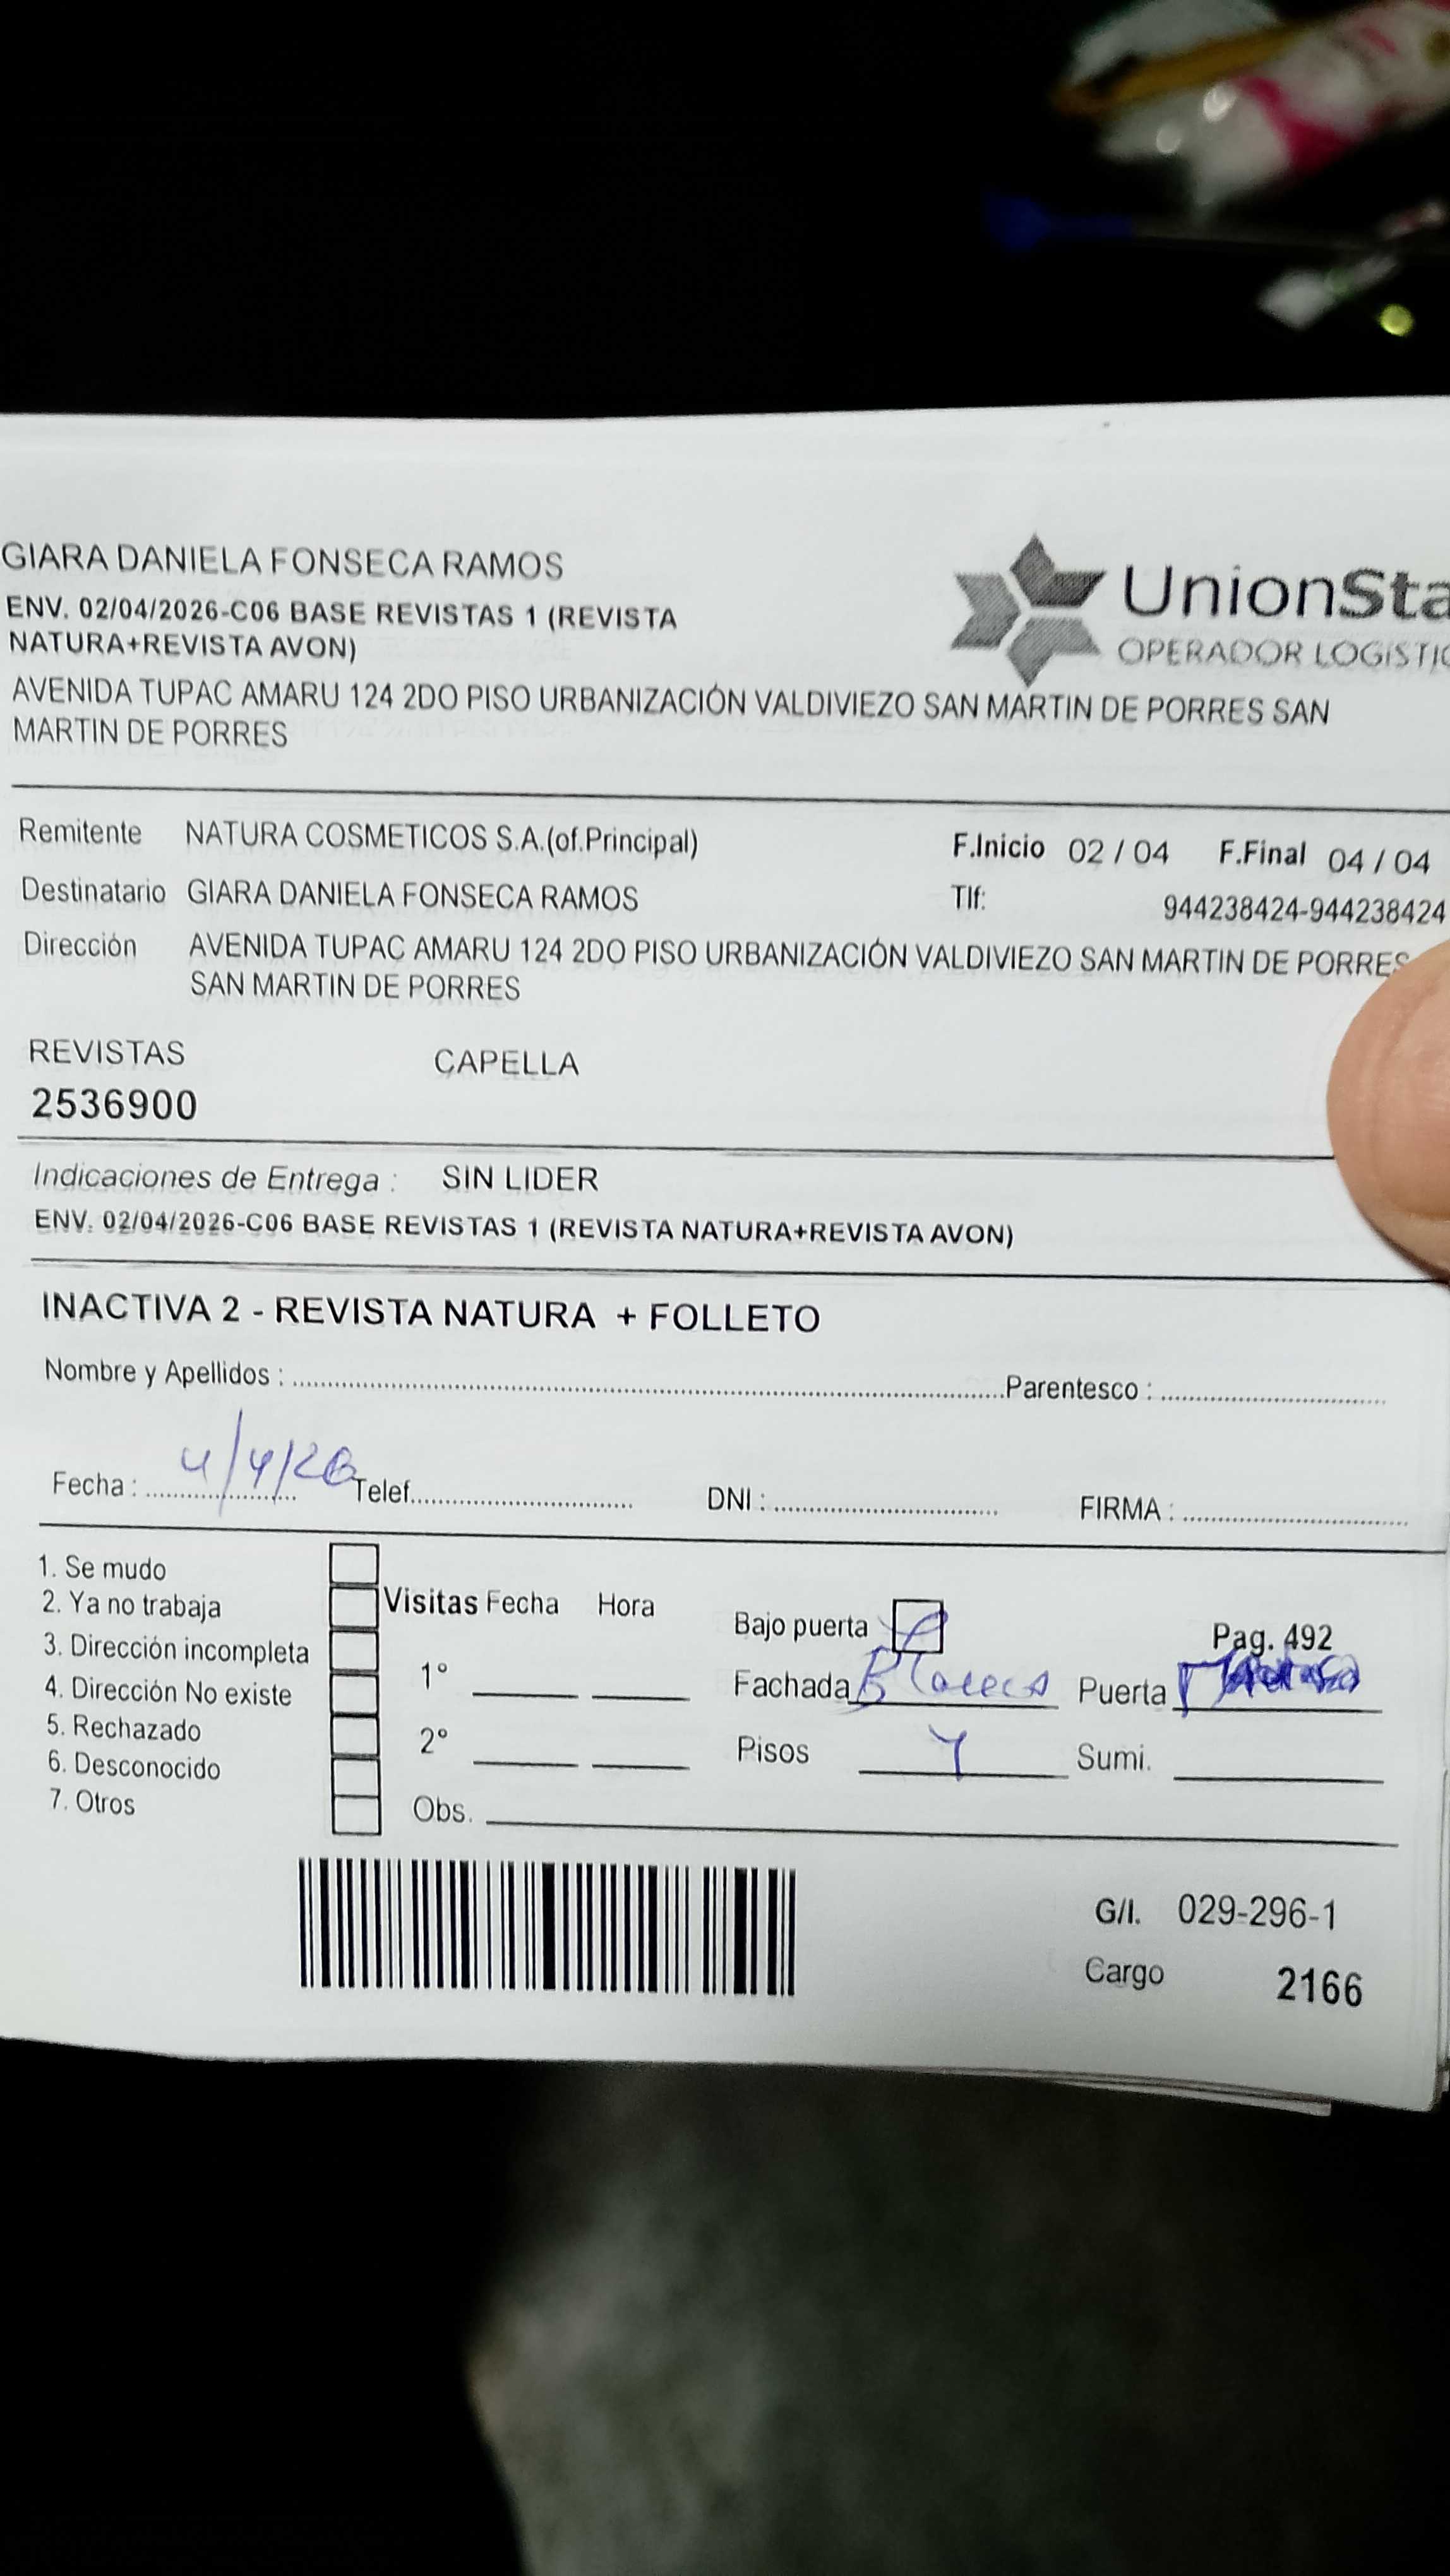 GIARA DANIELA FONSECA RAMOS
ENV. 02/04/2026-C06 BASE REVISTAS 1 (REVISTA
NATURA+REVISTA AVON)
UnionSta
OPERADOR LOGISTIC
AVENIDA TUPAC AMARU 124 2DO PISO URBANIZACIÓN VALDIVIEZO SAN MARTIN DE PORRES SAN
MARTIN DE PORRES
Remitente NATURA COSMETICOS S.A.(of.Principal) F.Inicio 02 / 04 F.Final 04 / 04
Destinatario GIARA DANIELA FONSECA RAMOS Tlf: 944238424-944238424
Dirección AVENIDA TUPAC AMARU 124 2DO PISO URBANIZACIÓN VALDIVIEZO SAN MARTIN DE PORRES
SAN MARTIN DE PORRES
REVISTAS CAPELLA
2536900
Indicaciones de Entrega : SIN LIDER
ENV. 02/04/2026-C06 BASE REVISTAS 1 (REVISTA NATURA+REVISTA AVON)
INACTIVA 2 - REVISTA NATURA + FOLLETO
Nombre y Apellidos : Parentesco :
Fecha : 4/4/26 Telef. DNI : FIRMA :
1. Se mudo
2. Ya no trabaja
3. Dirección incompleta
4. Dirección No existe
5. Rechazado
6. Desconocido
7. Otros
Visitas Fecha Hora
1°
2°
Obs.
Bajo puerta
Pag. 492
Fachada Puerta
Pisos 4 Sumi.
G/I. 029-296-1
Cargo 2166